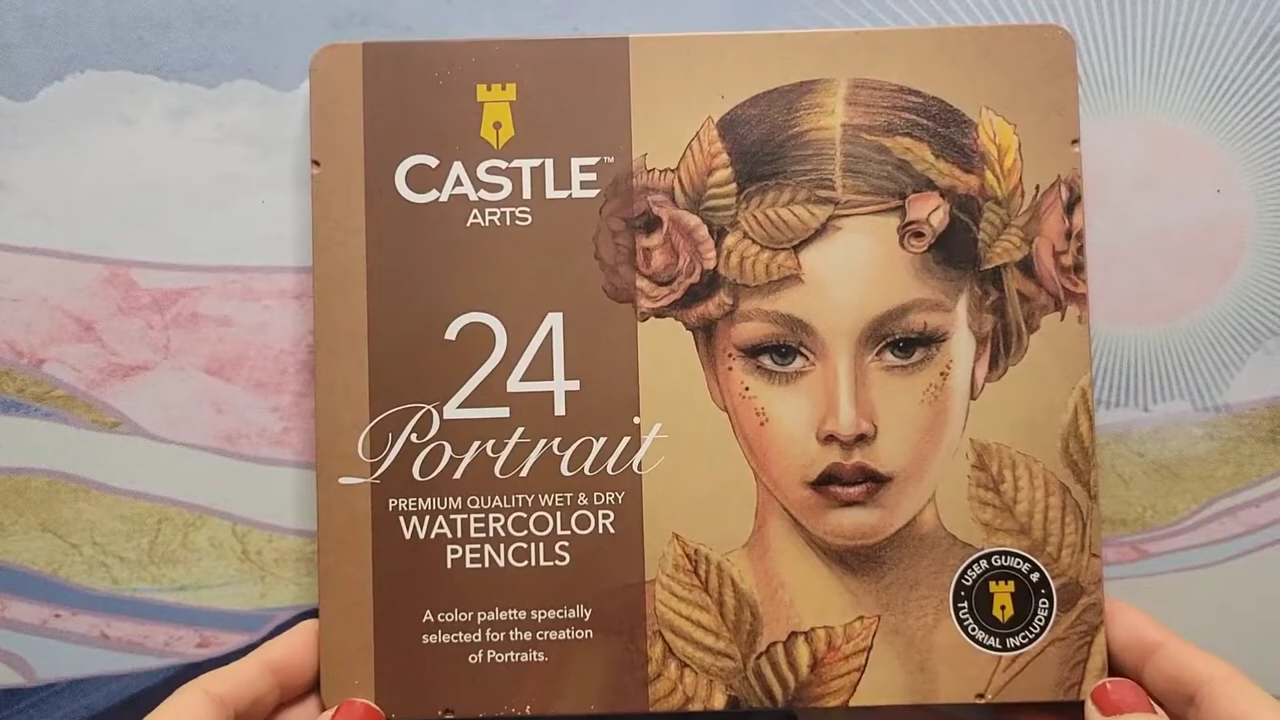 CASTLE™
ARTS
24
Portrait
PREMIUM QUALITY WET & DRY
WATERCOLOR
PENCILS
A color palette specially
selected for the creation
of Portraits.
· USER GUIDE & ·
TUTORIAL INCLUDED